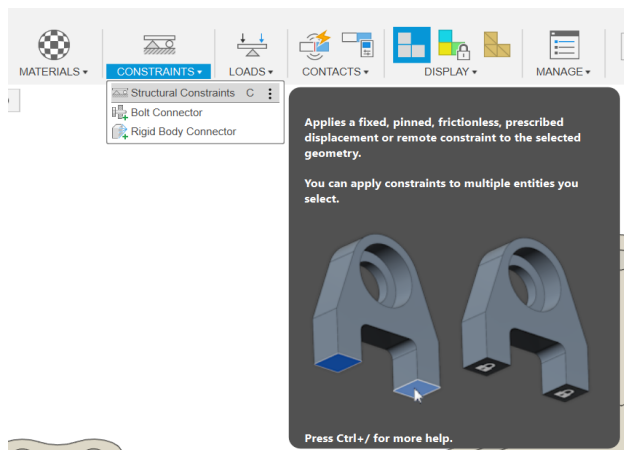 MATERIALS
CONSTRAINTS
LOADS
CONTACTS
DISPLAY
MANAGE
Structural Constraints C
Bolt Connector
Rigid Body Connector
Applies a fixed, pinned, frictionless, prescribed
displacement or remote constraint to the selected
geometry.
You can apply constraints to multiple entities you
select.
Press Ctrl+/ for more help.